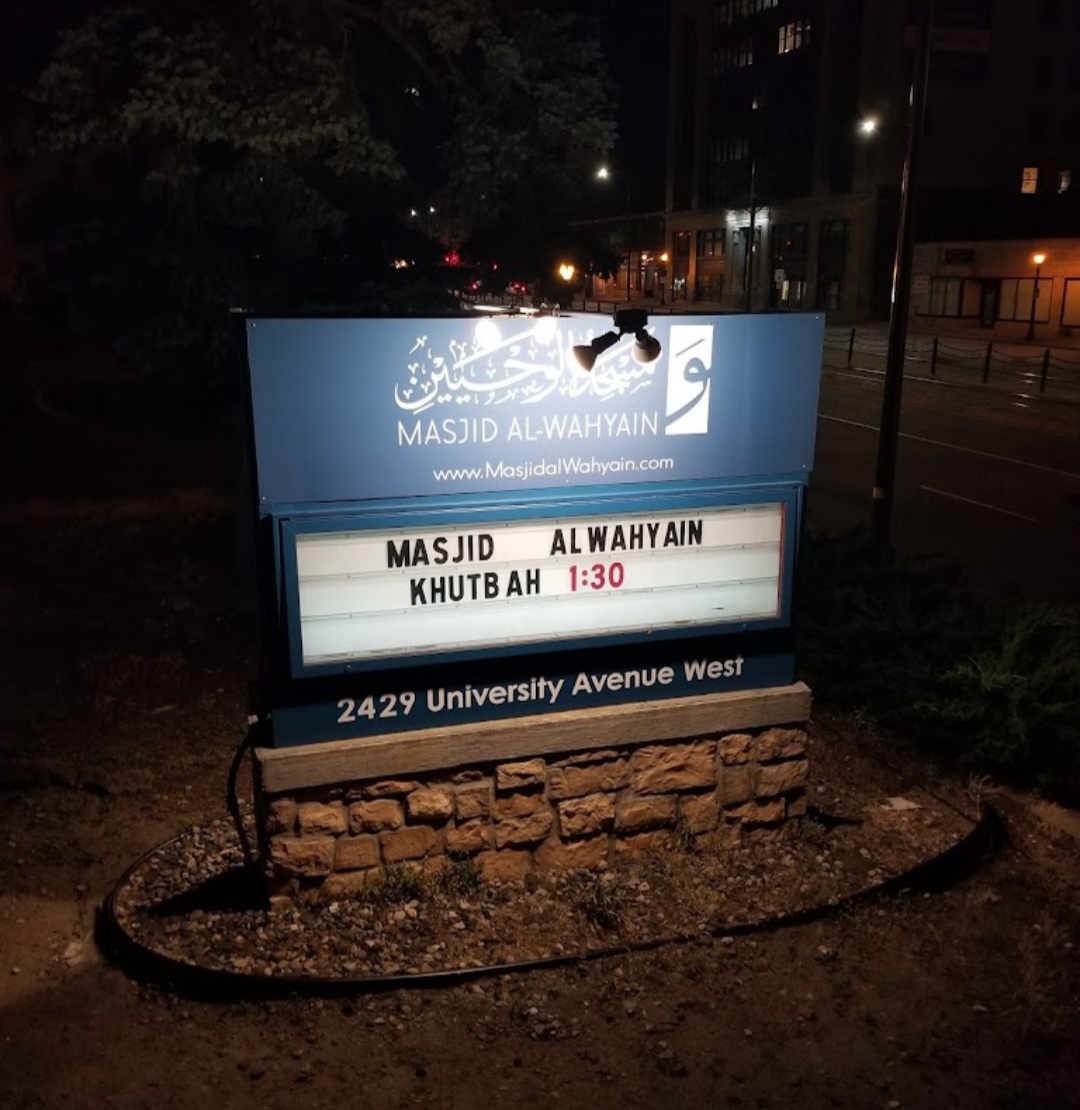 مسجد الوحيين
و
MASJID AL-WAHYAIN
www.MasjidalWahyain.com
MASJID ALWAHYAIN
KHUTBAH 1:30
2429 University Avenue West